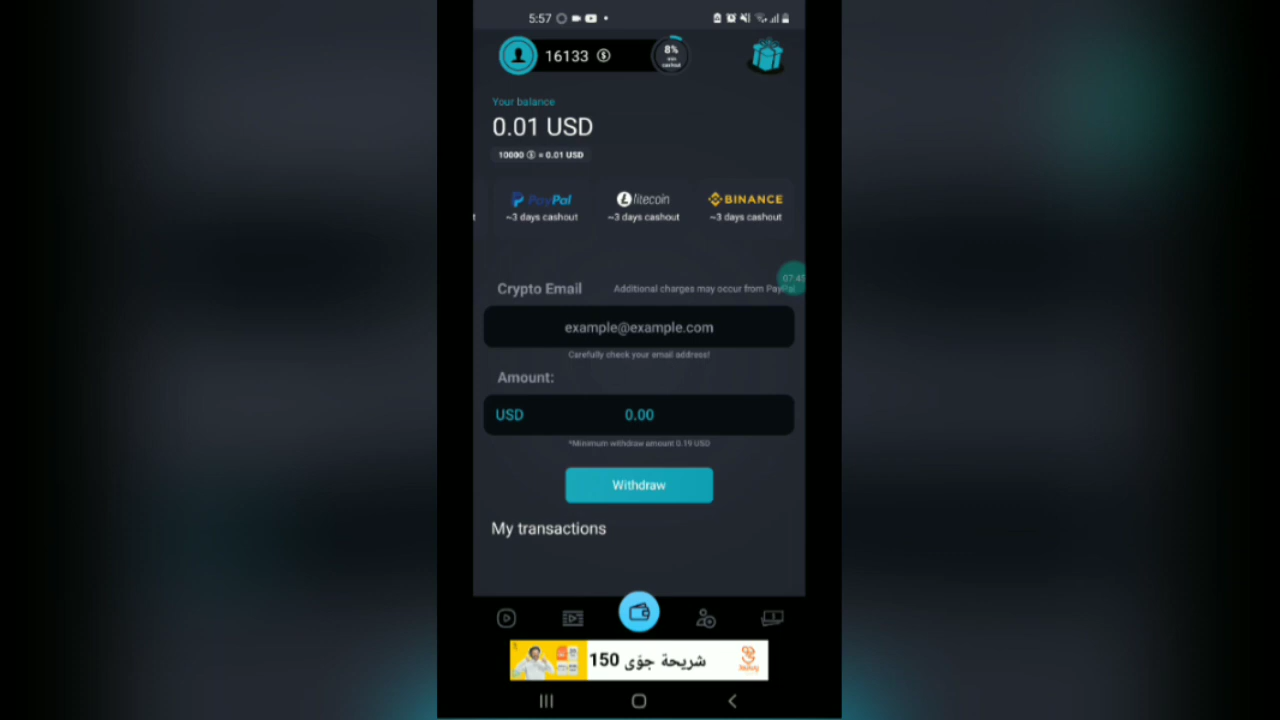 5:57
16133
8%
min
cashout
Your balance
0.01 USD
10000 = 0.01 USD
PayPal
litecoin
BINANCE
~3 days cashout
~3 days cashout
~3 days cashout
07:45
Crypto Email
Additional charges may occur from PayPal
example@example.com
Carefully check your email address!
Amount:
USD
0.00
*Minimum withdraw amount 0.19 USD
Withdraw
My transactions
شريحة جوّي 150